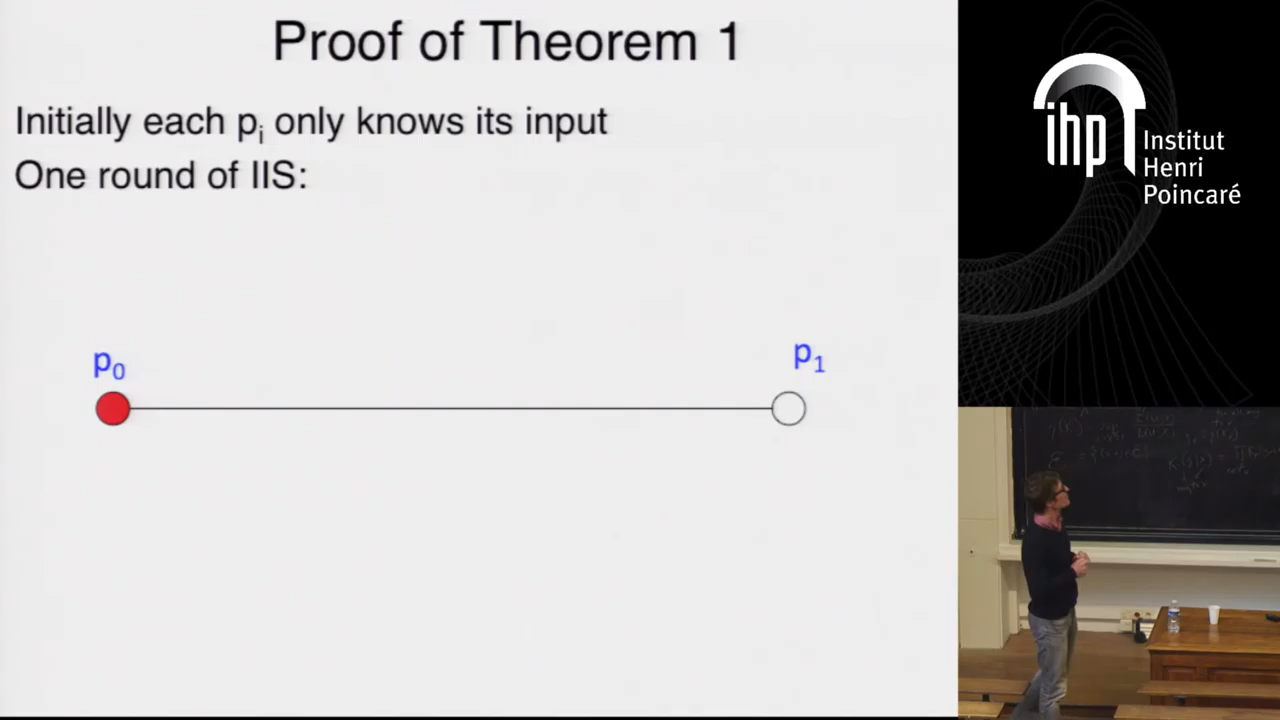 Proof of Theorem 1
Initially each pᵢ only knows its input
One round of IIS:
p₀
p₁
ihp
Institut
Henri
Poincaré